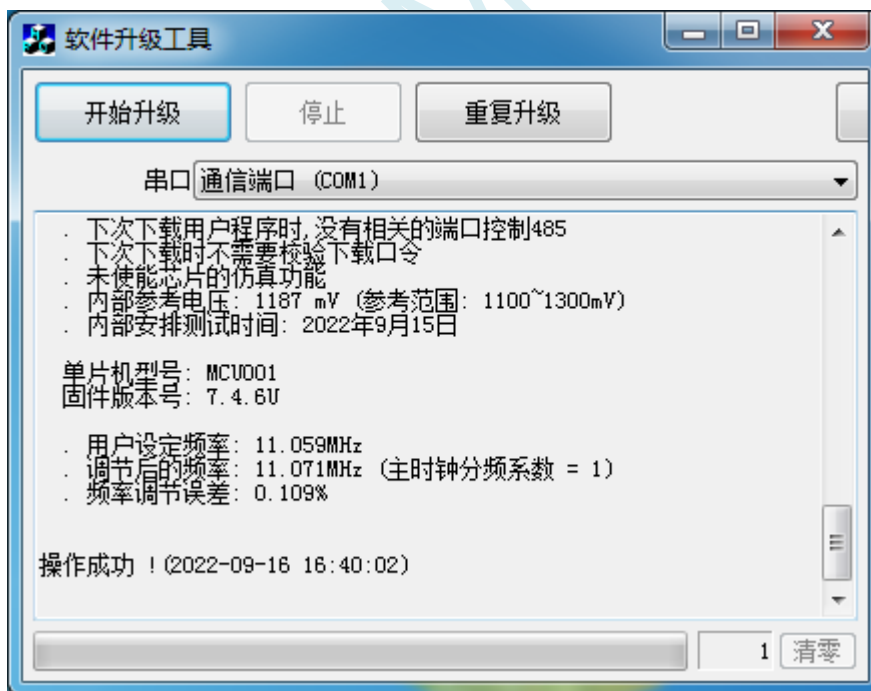 软件升级工具
开始升级 停止 重复升级
串口 通信端口 (COM1)
. 下次下载用户程序时,没有相关的端口控制485
. 下次下载时不需要校验下载口令
. 未使能芯片的仿真功能
. 内部参考电压: 1187 mV (参考范围: 1100~1300mV)
. 内部安排测试时间: 2022年9月15日
单片机型号: MCU001
固件版本号: 7.4.6U
. 用户设定频率: 11.059MHz
. 调节后的频率: 11.071MHz (主时钟分频系数 = 1)
. 频率调节误差: 0.109%
操作成功 !(2022-09-16 16:40:02)
1 清零